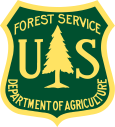 FOREST SERVICE
U S
DEPARTMENT OF AGRICULTURE